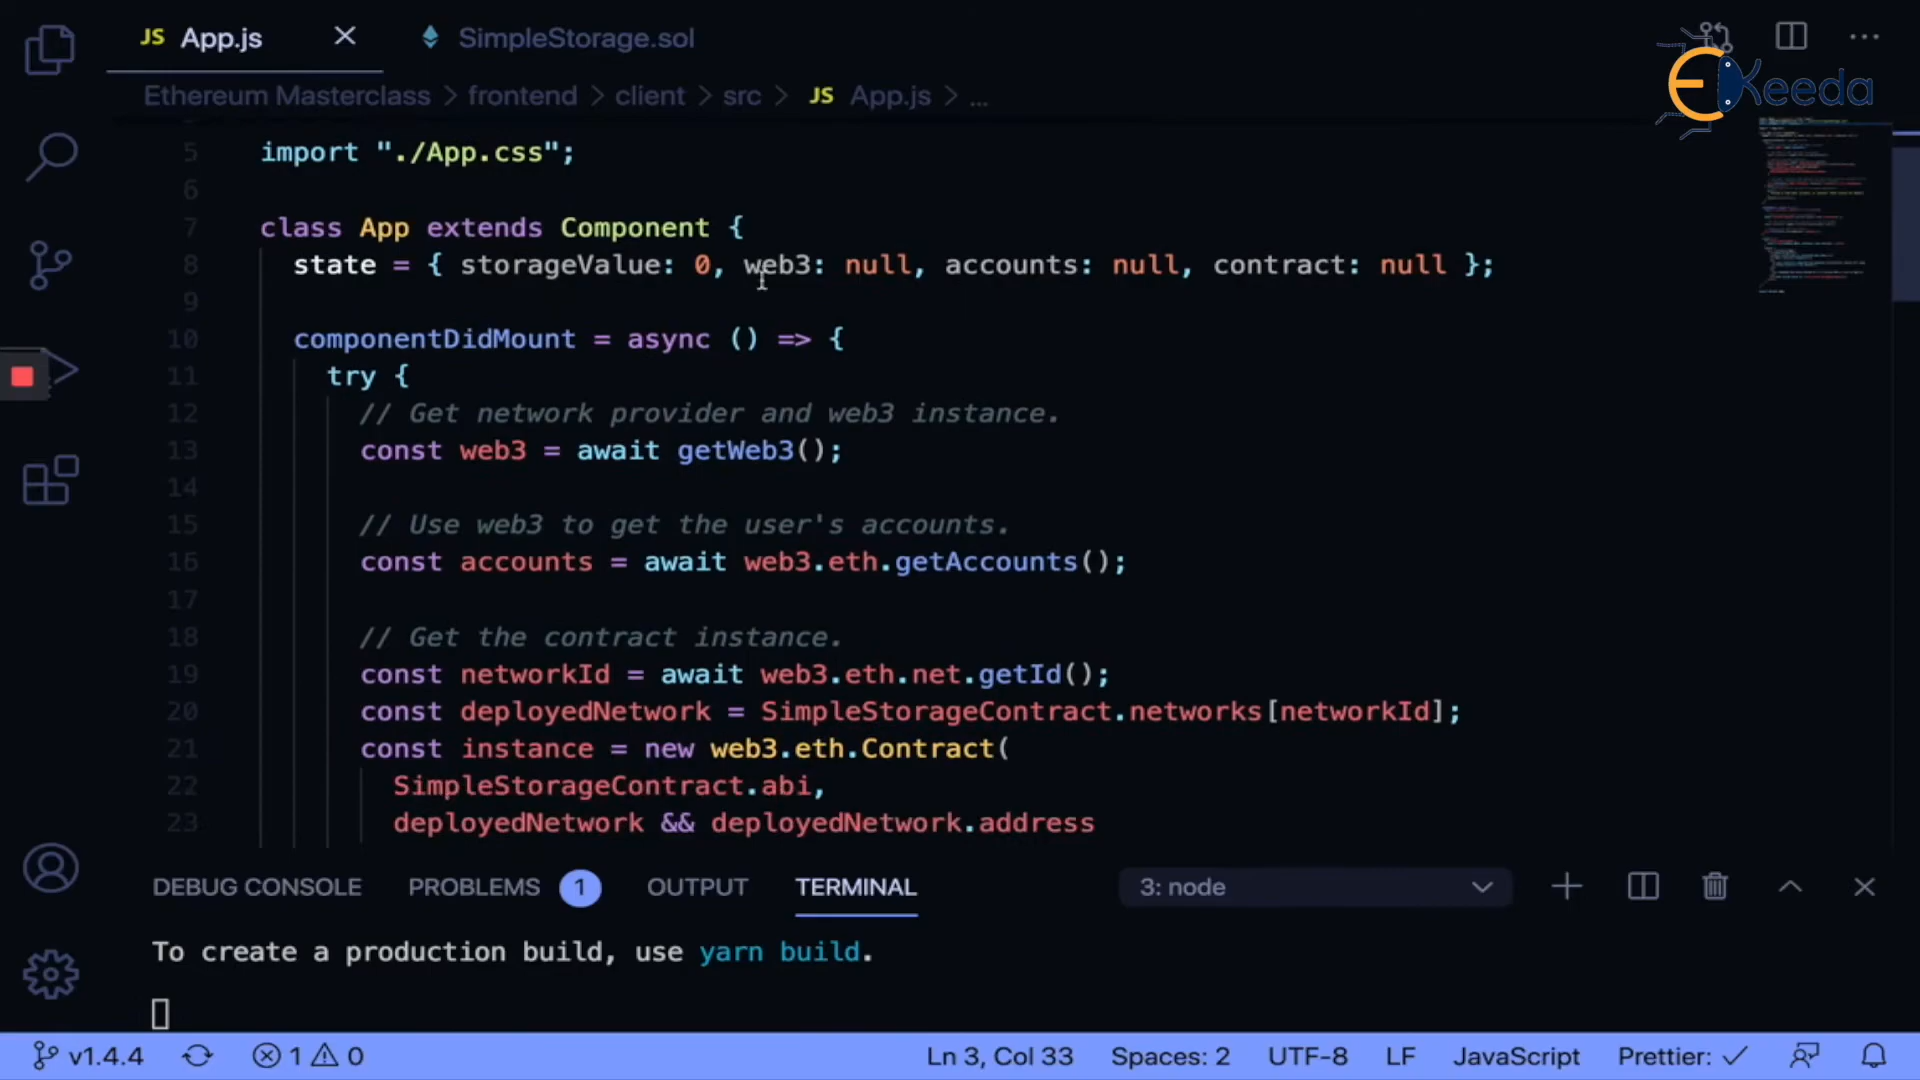 JS App.js
SimpleStorage.sol
EKeeda
Ethereum Masterclass > frontend > client > src > JS App.js > ...
5 import "./App.css";
6
7 class App extends Component {
8 state = { storageValue: 0, web3: null, accounts: null, contract: null };
9
10 componentDidMount = async () => {
11 try {
12 // Get network provider and web3 instance.
13 const web3 = await getWeb3();
14
15 // Use web3 to get the user's accounts.
16 const accounts = await web3.eth.getAccounts();
17
18 // Get the contract instance.
19 const networkId = await web3.eth.net.getId();
20 const deployedNetwork = SimpleStorageContract.networks[networkId];
21 const instance = new web3.eth.Contract(
22 SimpleStorageContract.abi,
23 deployedNetwork && deployedNetwork.address
DEBUG CONSOLE PROBLEMS 1 OUTPUT TERMINAL 3: node
To create a production build, use yarn build.
v1.4.4 1 0 Ln 3, Col 33 Spaces: 2 UTF-8 LF JavaScript Prettier: ✓